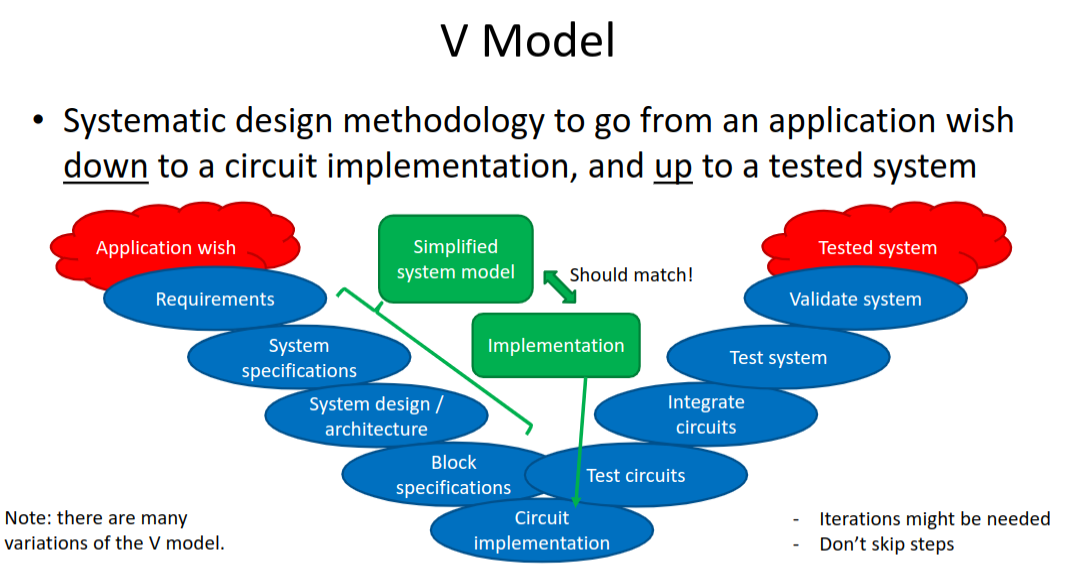 V Model
• Systematic design methodology to go from an application wish
down to a circuit implementation, and up to a tested system
Application wish
Simplified
system model
Should match!
Tested system
Requirements
Validate system
Implementation
System
specifications
Test system
System design /
architecture
Integrate
circuits
Block
specifications
Test circuits
Circuit
implementation
Note: there are many
variations of the V model.
- Iterations might be needed
- Don’t skip steps